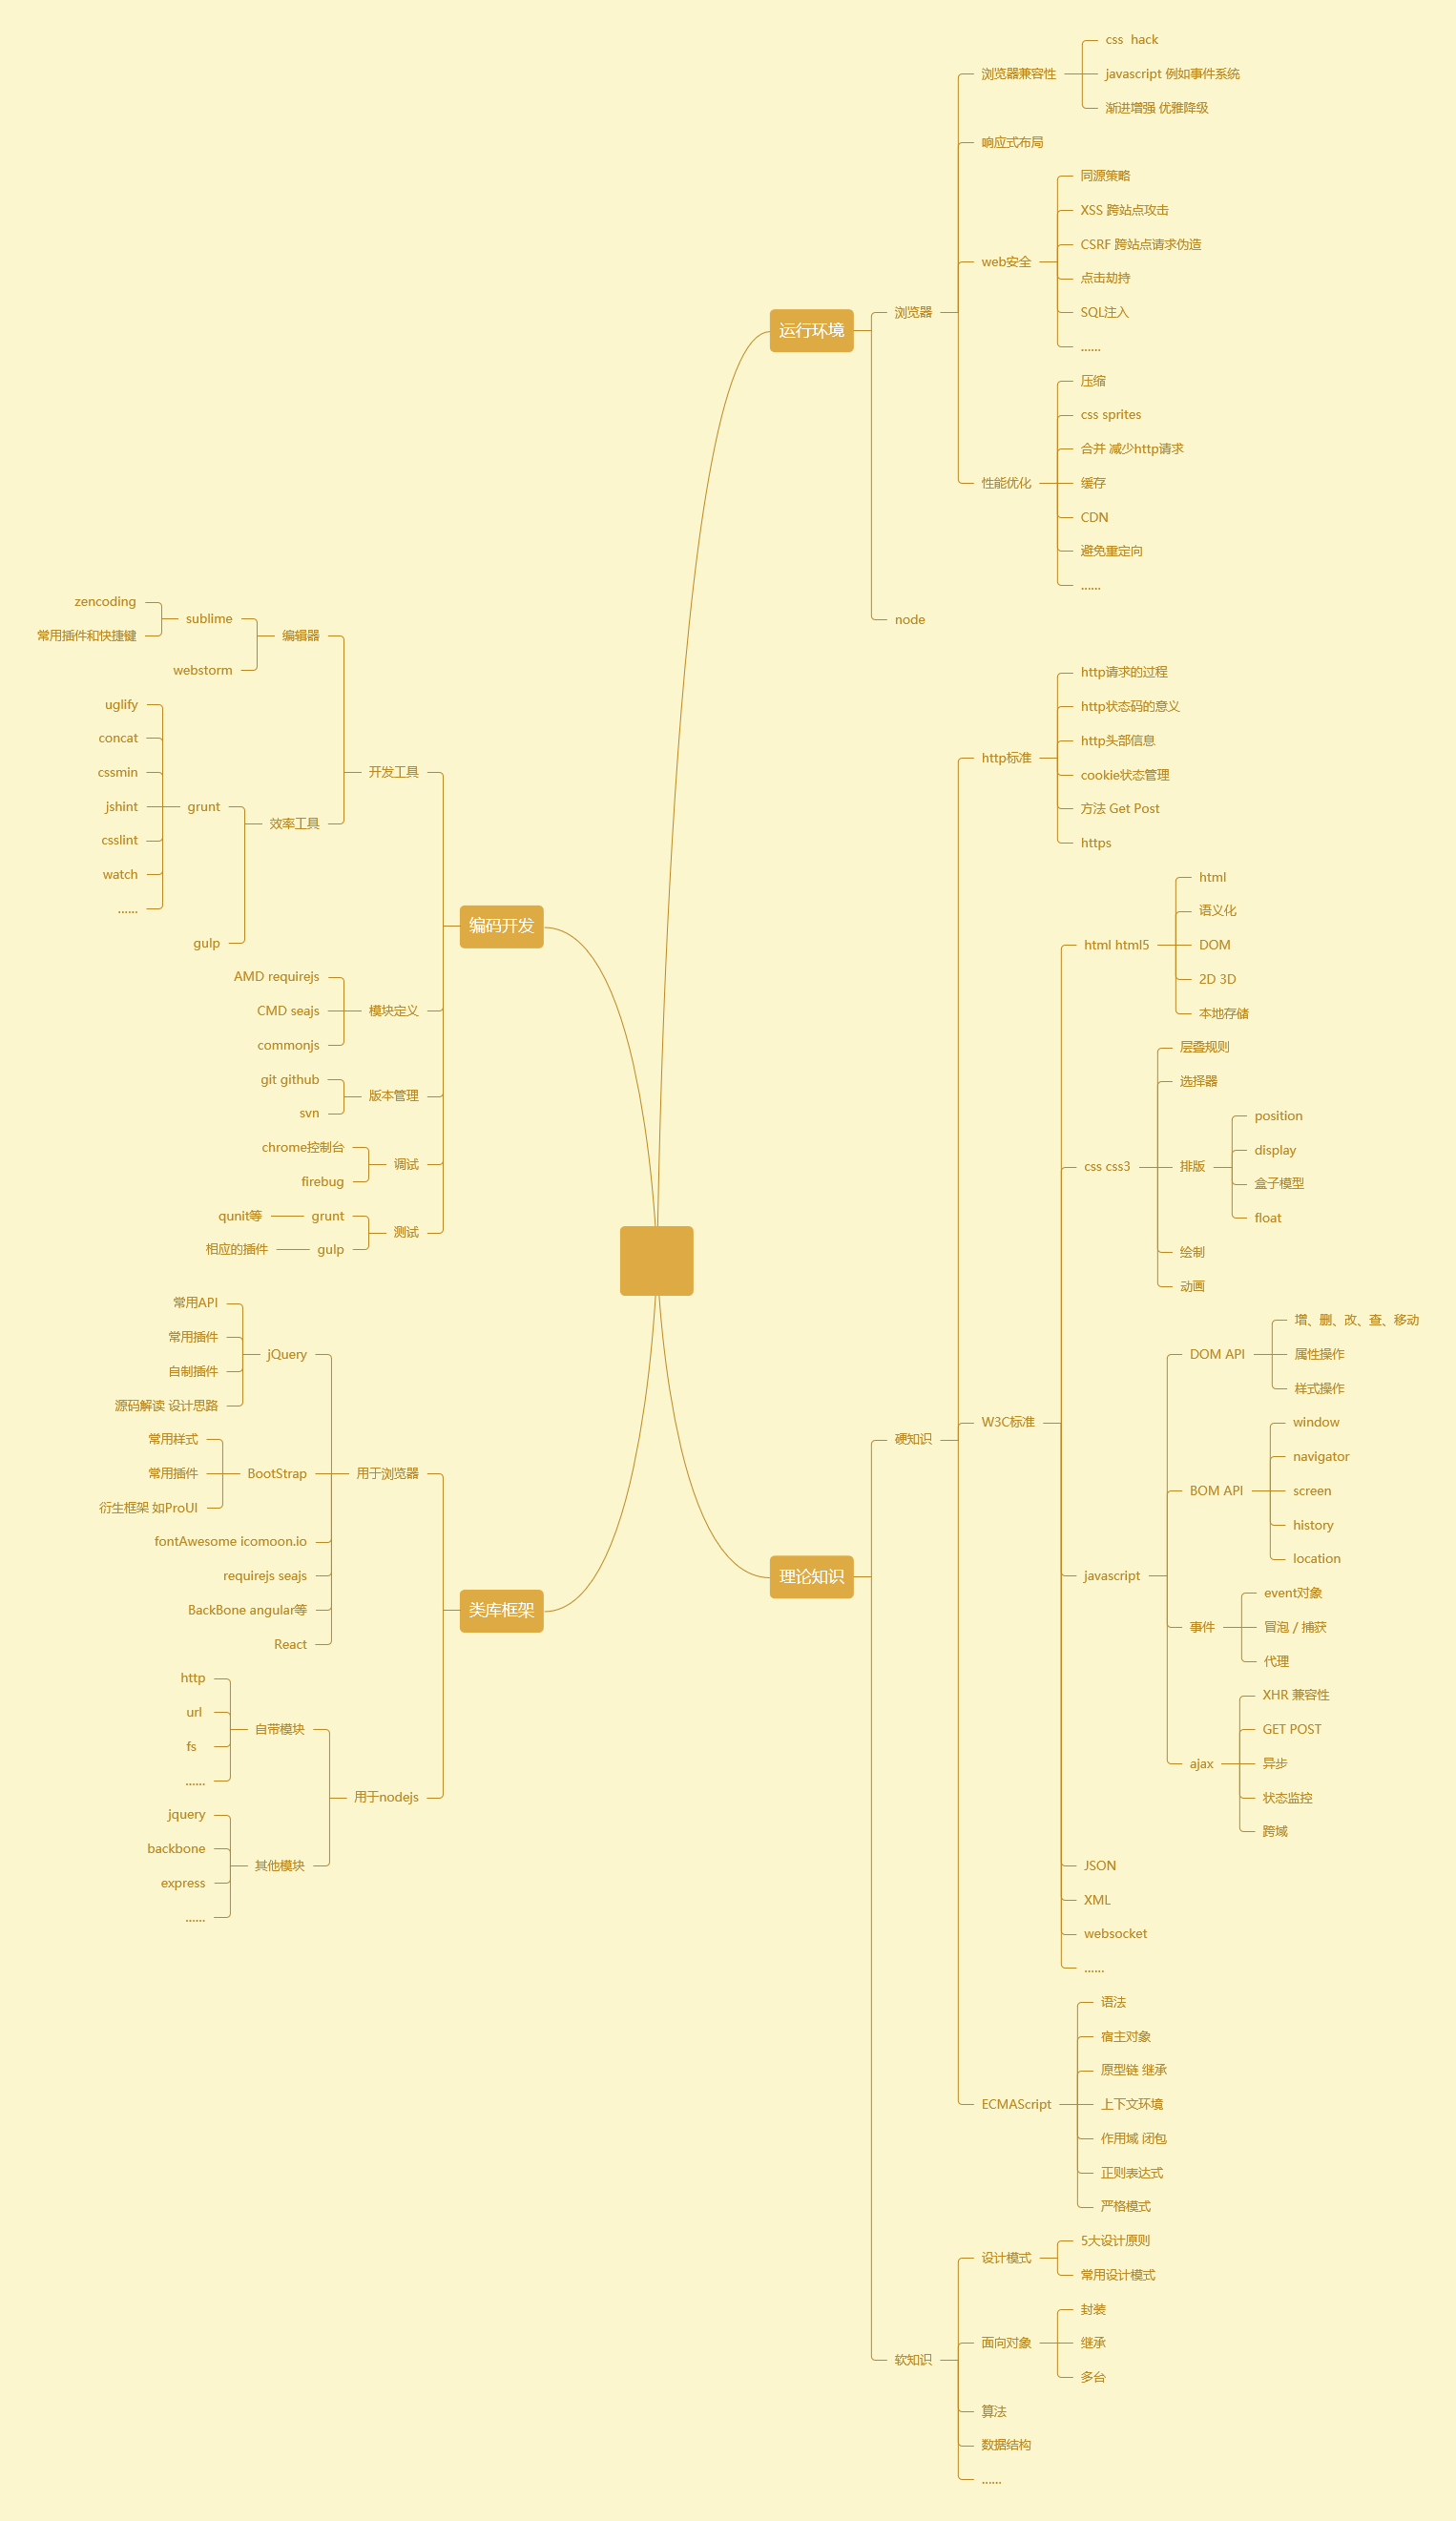 运行环境
浏览器
浏览器兼容性
css hack
javascript 例如事件系统
渐进增强 优雅降级
响应式布局
web安全
同源策略
XSS 跨站点攻击
CSRF 跨站点请求伪造
点击劫持
SQL注入
......
性能优化
压缩
css sprites
合并 减少http请求
缓存
CDN
避免重定向
......
node
理论知识
硬知识
http标准
http请求的过程
http状态码的意义
http头部信息
cookie状态管理
方法 Get Post
https
W3C标准
html html5
html
语义化
DOM
2D 3D
本地存储
css css3
层叠规则
选择器
排版
position
display
盒子模型
float
绘制
动画
javascript
DOM API
增、删、改、查、移动
属性操作
样式操作
BOM API
window
navigator
screen
history
location
事件
event对象
冒泡 / 捕获
代理
ajax
XHR 兼容性
GET POST
异步
状态监控
跨域
JSON
XML
websocket
......
ECMAScript
语法
宿主对象
原型链 继承
上下文环境
作用域 闭包
正则表达式
严格模式
软知识
设计模式
5大设计原则
常用设计模式
面向对象
封装
继承
多台
算法
数据结构
......
编码开发
开发工具
编辑器
sublime
zencoding
常用插件和快捷键
webstorm
效率工具
grunt
uglify
concat
cssmin
jshint
csslint
watch
......
gulp
模块定义
AMD requirejs
CMD seajs
commonjs
版本管理
git github
svn
调试
chrome控制台
firebug
测试
grunt
qunit等
gulp
相应的插件
类库框架
用于浏览器
jQuery
常用API
常用插件
自制插件
源码解读 设计思路
BootStrap
常用样式
常用插件
衍生框架 如ProUI
fontAwesome icomoon.io
requirejs seajs
BackBone angular等
React
用于nodejs
自带模块
http
url
fs
......
其他模块
jquery
backbone
express
......